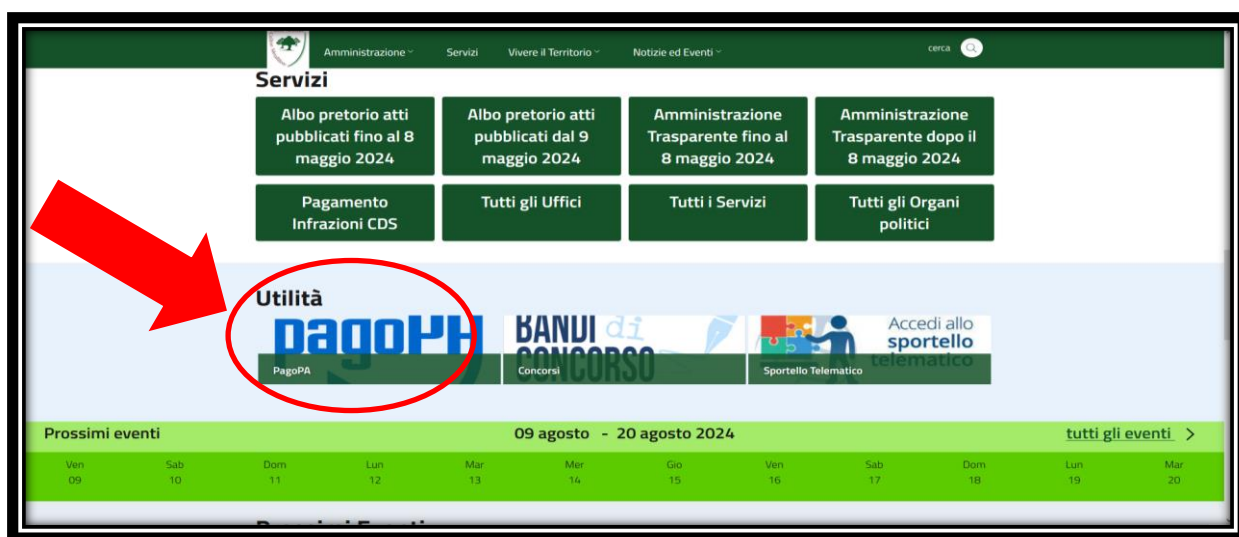 Amministrazione Servizi Vivere il Territorio Notizie ed Eventi cerca
Servizi
Albo pretorio atti
pubblicati fino al 8
maggio 2024
Albo pretorio atti
pubblicati dal 9
maggio 2024
Amministrazione
Trasparente fino al
8 maggio 2024
Amministrazione
Trasparente dopo il
8 maggio 2024
Pagamento
Infrazioni CDS
Tutti gli Uffici
Tutti i Servizi
Tutti gli Organi
politici
Utilità
pagoPA
PagoPA
BANDI di
CONCORSO
Concorsi
Accedi allo
sportello
telematico
Sportello Telematico
Prossimi eventi 09 agosto - 20 agosto 2024 tutti gli eventi >
Ven Sab Dom Lun Mar Mer Gio Ven Sab Dom Lun Mar
09 10 11 12 13 14 15 16 17 18 19 20